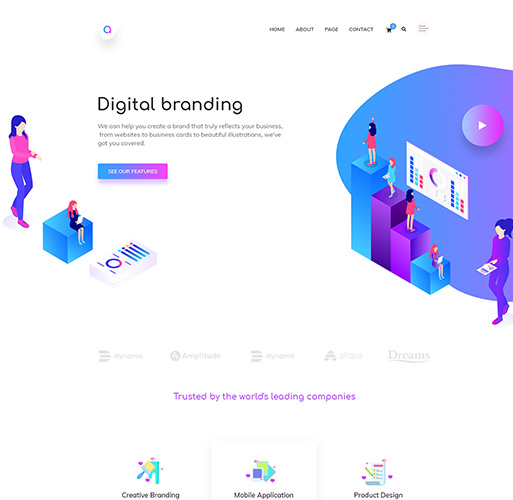 HOME ABOUT PAGE CONTACT 0
Digital branding
We can help you create a brand that truly reflects your business,
from websites to business cards to beautiful illustrations, we've
got you covered.
SEE OUR FEATURES
dynamic Amplitude dynamic Aliqua Dreams
Trusted by the world's leading companies
Creative Branding Mobile Application Product Design